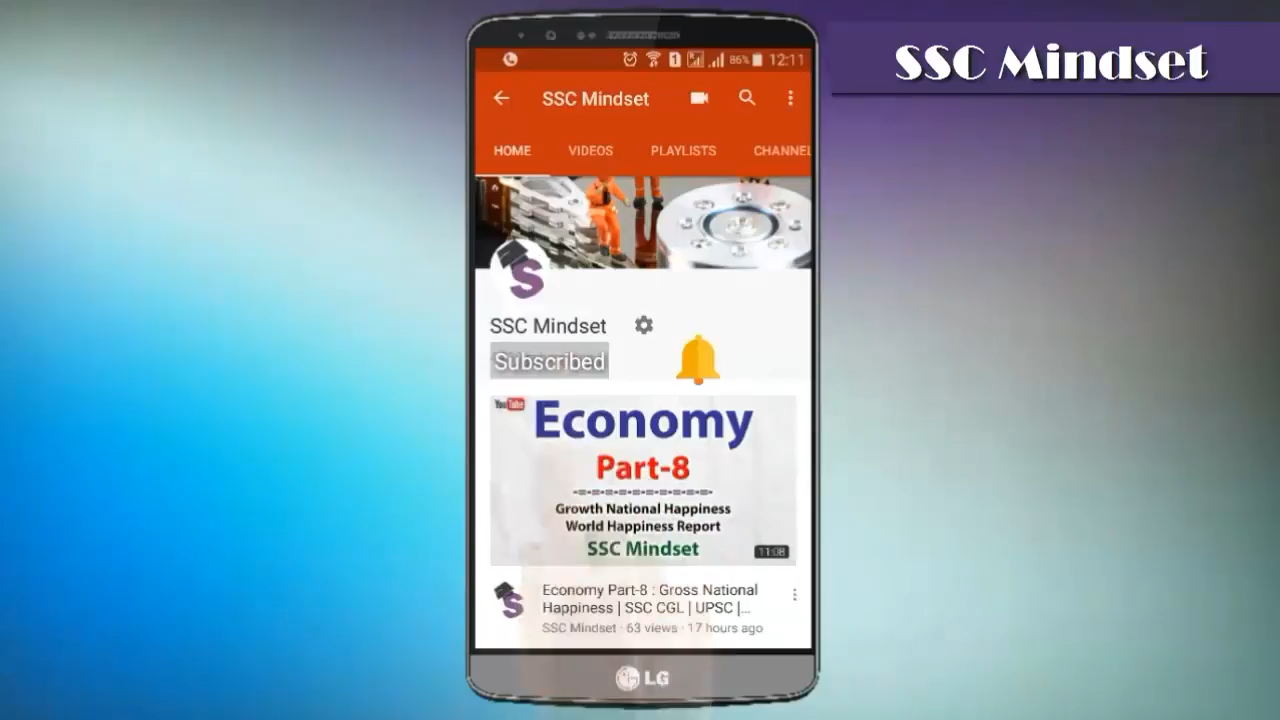 SSC Mindset
1 86% 12:11
SSC Mindset
HOME VIDEOS PLAYLISTS CHANNEL
S
SSC Mindset
Subscribed
YouTube
Economy
Part-8
Growth National Happiness
World Happiness Report
SSC Mindset
11:08
S
Economy Part-8 : Gross National
Happiness | SSC CGL | UPSC |...
SSC Mindset · 63 views · 17 hours ago
LG